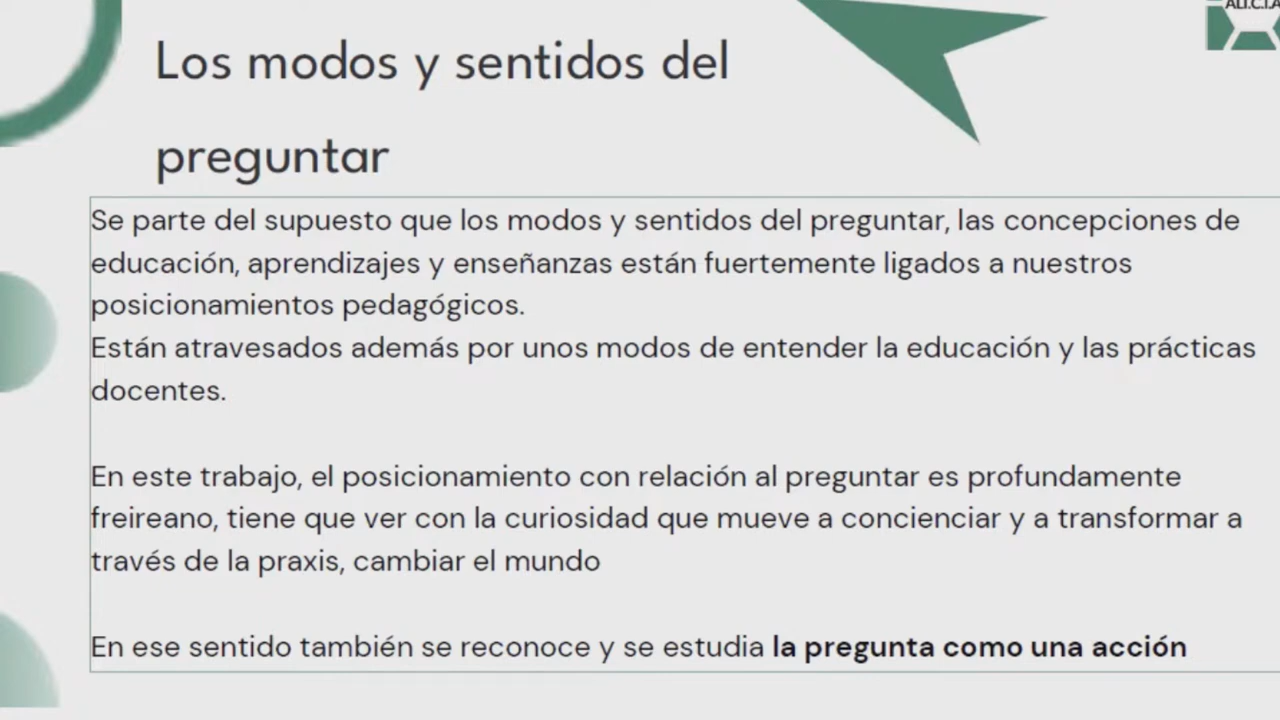 ALI.C.I.A
Los modos y sentidos del
preguntar
Se parte del supuesto que los modos y sentidos del preguntar, las concepciones de
educación, aprendizajes y enseñanzas están fuertemente ligados a nuestros
posicionamientos pedagógicos.
Están atravesados además por unos modos de entender la educación y las prácticas
docentes.
En este trabajo, el posicionamiento con relación al preguntar es profundamente
freireano, tiene que ver con la curiosidad que mueve a concienciar y a transformar a
través de la praxis, cambiar el mundo
En ese sentido también se reconoce y se estudia la pregunta como una acción